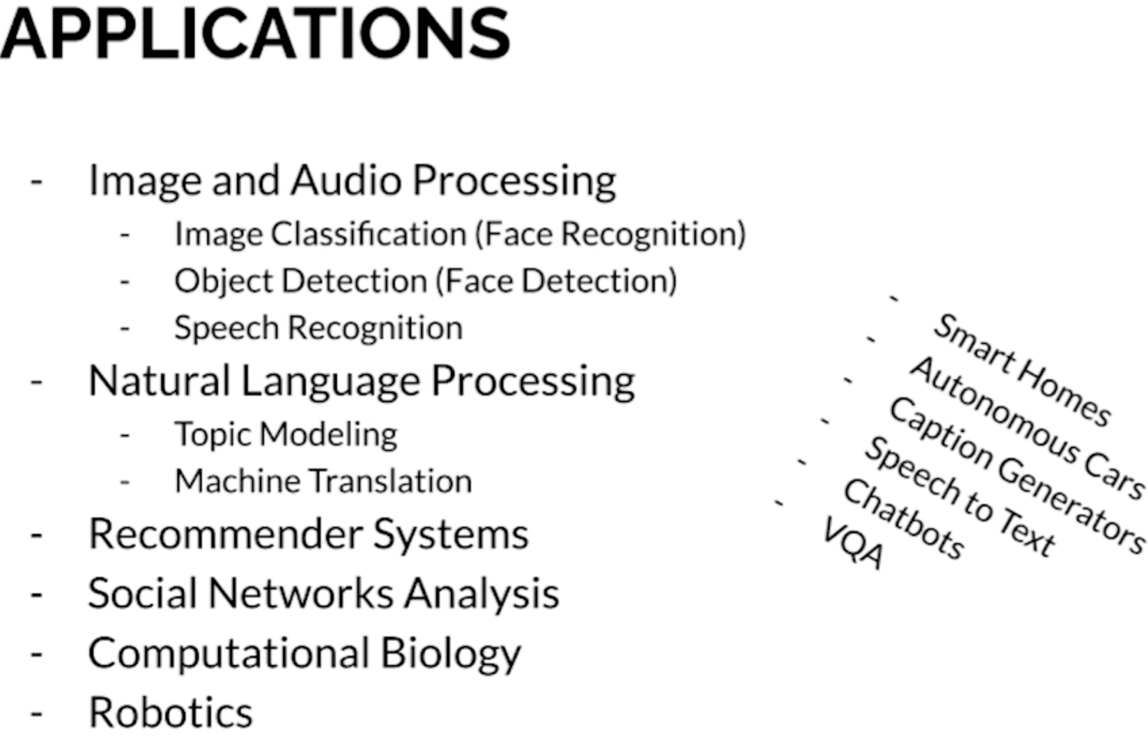 APPLICATIONS
- Image and Audio Processing
- Image Classification (Face Recognition)
- Object Detection (Face Detection)
- Speech Recognition
- Natural Language Processing
- Topic Modeling
- Machine Translation
- Recommender Systems
- Social Networks Analysis
- Computational Biology
- Robotics
- Smart Homes
- Autonomous Cars
- Caption Generators
- Speech to Text
- Chatbots
- VQA